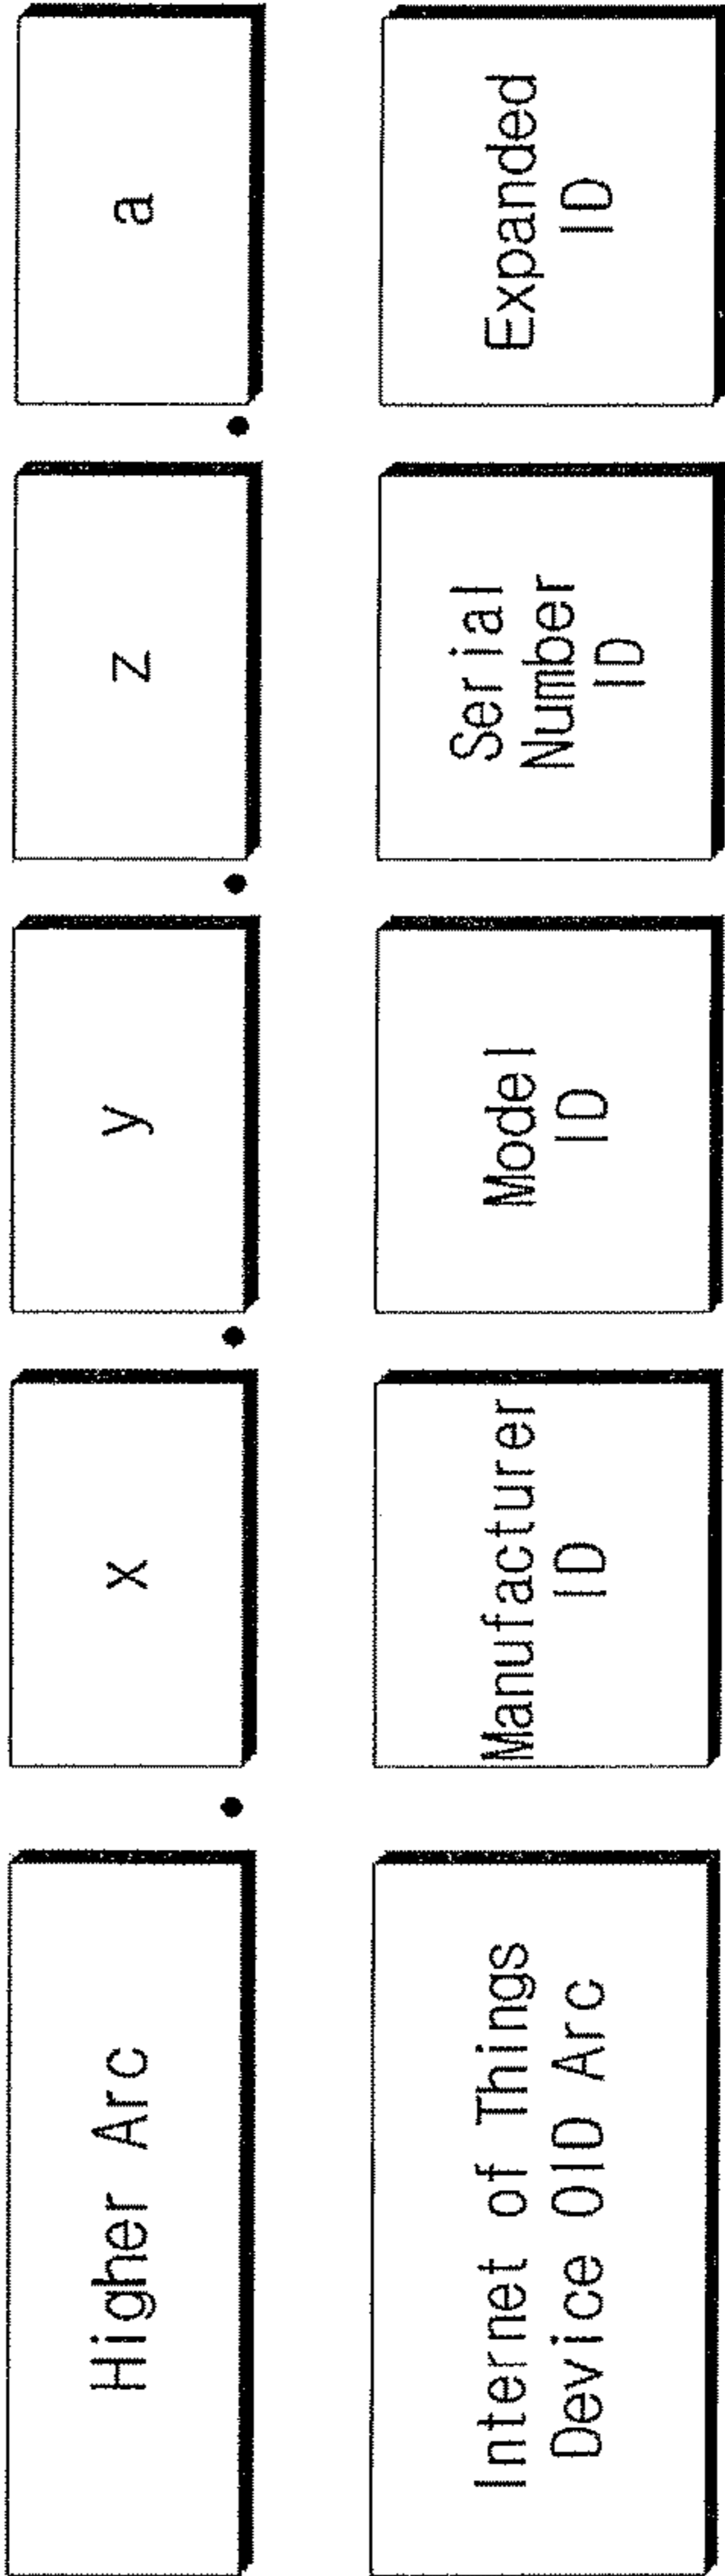 Higher Arc
.
x
.
y
.
z
.
a
Internet of Things
Device OID Arc
Manufacturer
ID
Model
ID
Serial
Number
ID
Expanded
ID